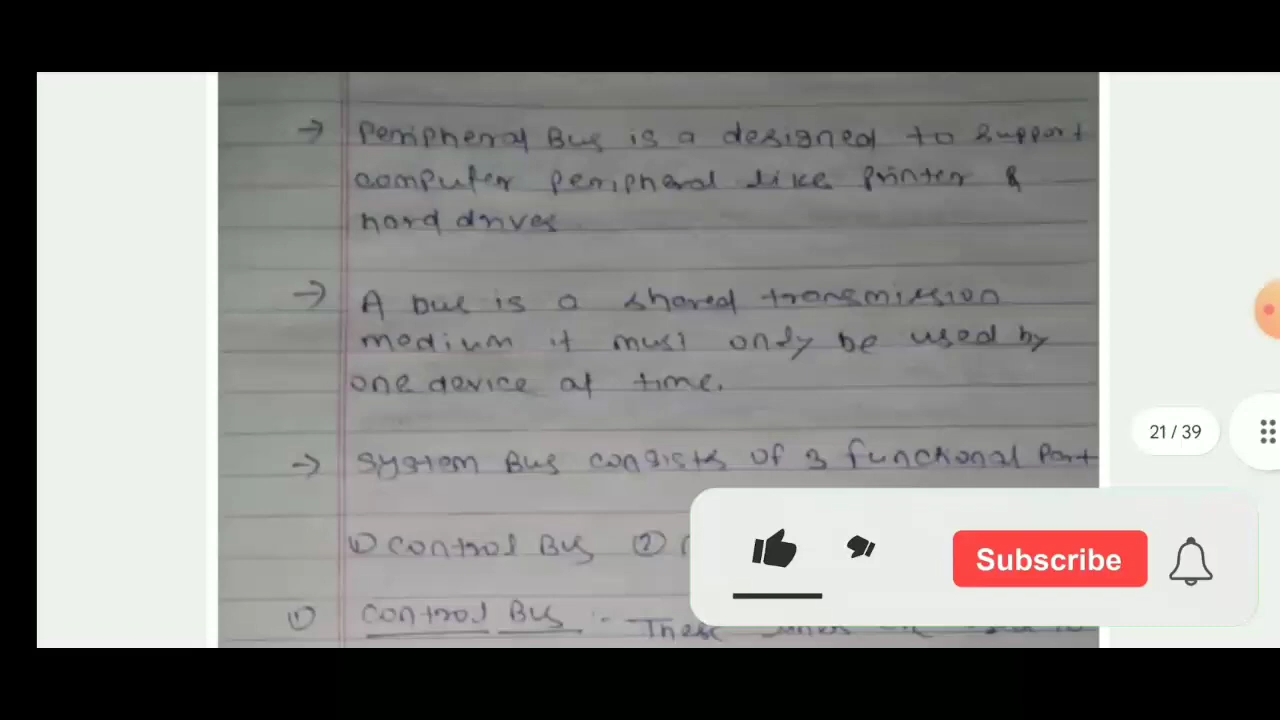 → Peripheral Bus is a designed to support
computer peripheral like printer &
hard drives
→ A bus is a shared transmission
medium it must only be used by
one device at time.
→ System Bus consists of 3 functional Part
① Control Bus ②
① Control Bus :- These
21 / 39
Subscribe